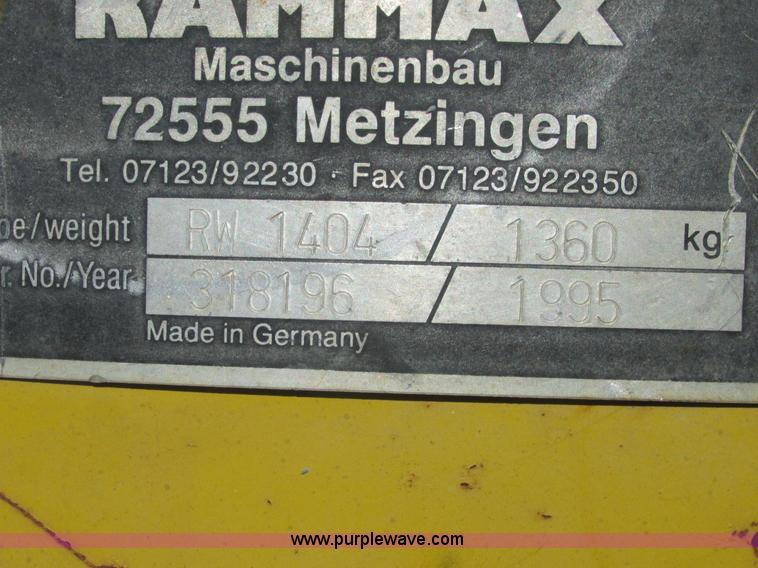 RAMMAX
Maschinenbau
72555 Metzingen
Tel. 07123/92230 · Fax 07123/922350
pe/weight RW 1404 / 1360 kg
r. No./Year 318196 / 1995
Made in Germany
www.purplewave.com